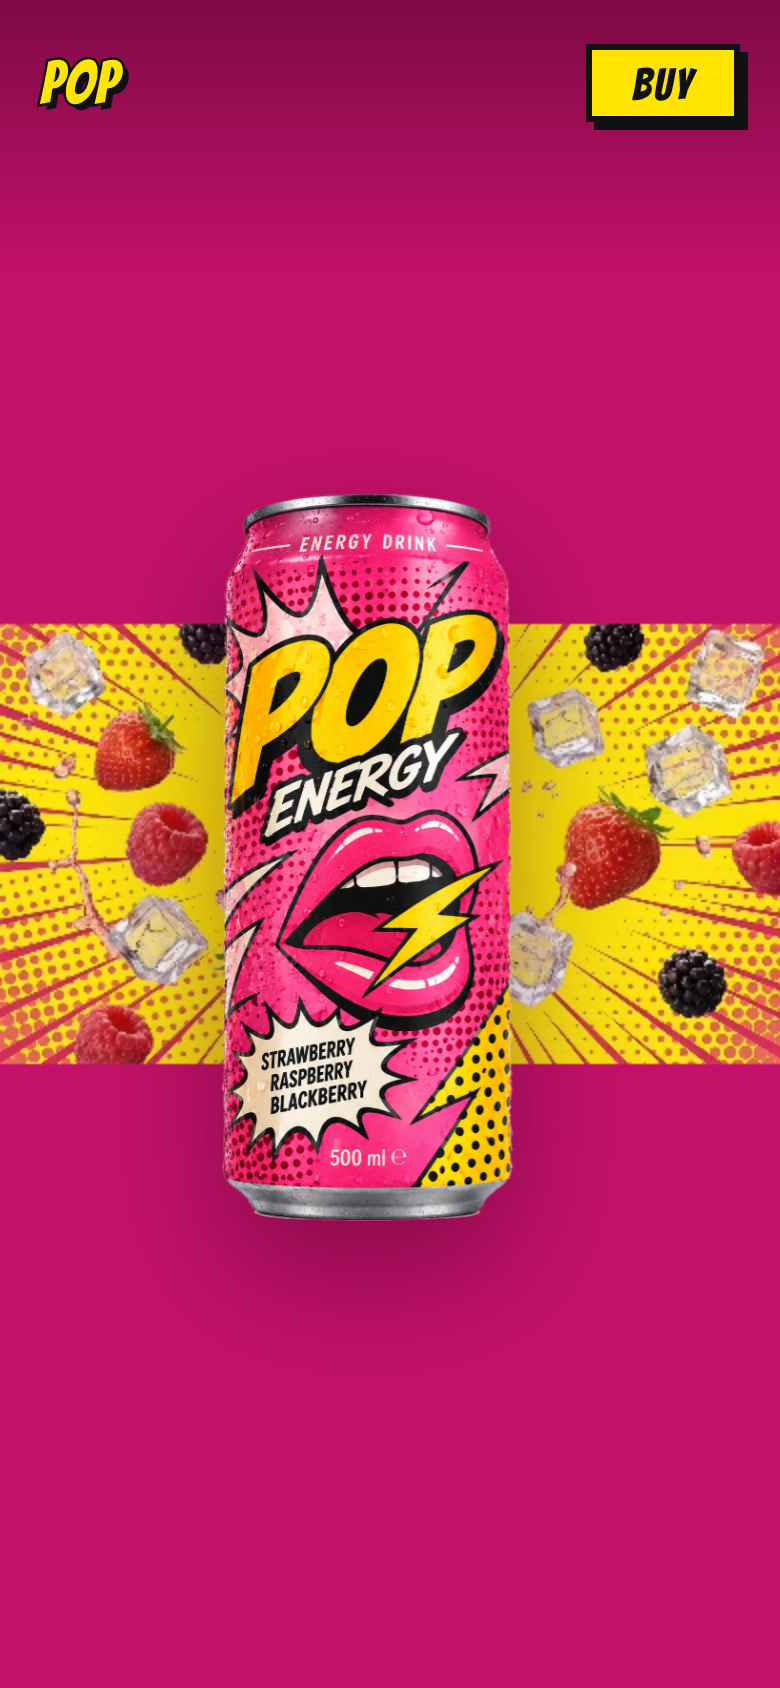 POP
BUY
ENERGY DRINK
POP
ENERGY
STRAWBERRY
RASPBERRY
BLACKBERRY
500 ml ℮